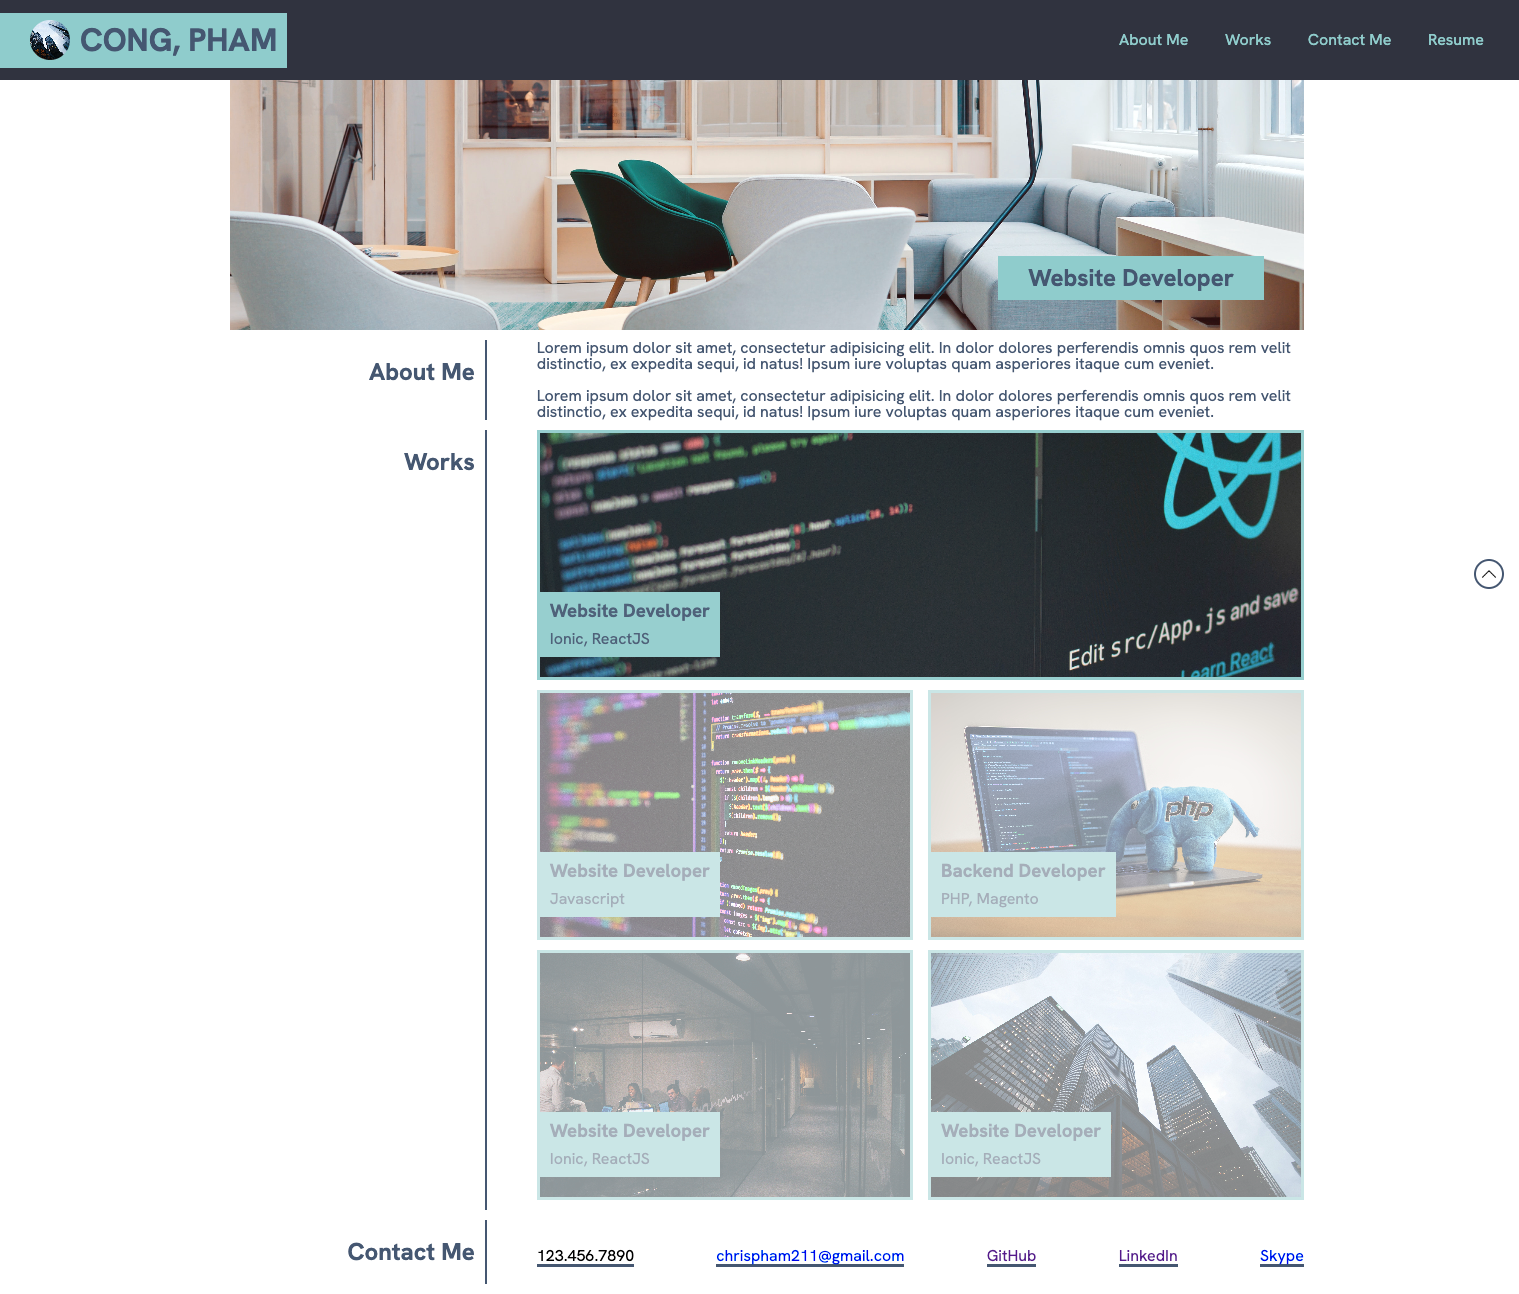 CONG, PHAM
About Me
Works
Contact Me
Resume
Website Developer
About Me
Lorem ipsum dolor sit amet, consectetur adipisicing elit. In dolor dolores perferendis omnis quos rem velit
distinctio, ex expedita sequi, id natus! Ipsum iure voluptas quam asperiores itaque cum eveniet.
Lorem ipsum dolor sit amet, consectetur adipisicing elit. In dolor dolores perferendis omnis quos rem velit
distinctio, ex expedita sequi, id natus! Ipsum iure voluptas quam asperiores itaque cum eveniet.
Works
Edit src/App.js and save
Learn React
Website Developer
Ionic, ReactJS
Website Developer
Javascript
php
Backend Developer
PHP, Magento
Website Developer
Ionic, ReactJS
Website Developer
Ionic, ReactJS
Contact Me
123.456.7890
chrispham211@gmail.com
GitHub
LinkedIn
Skype